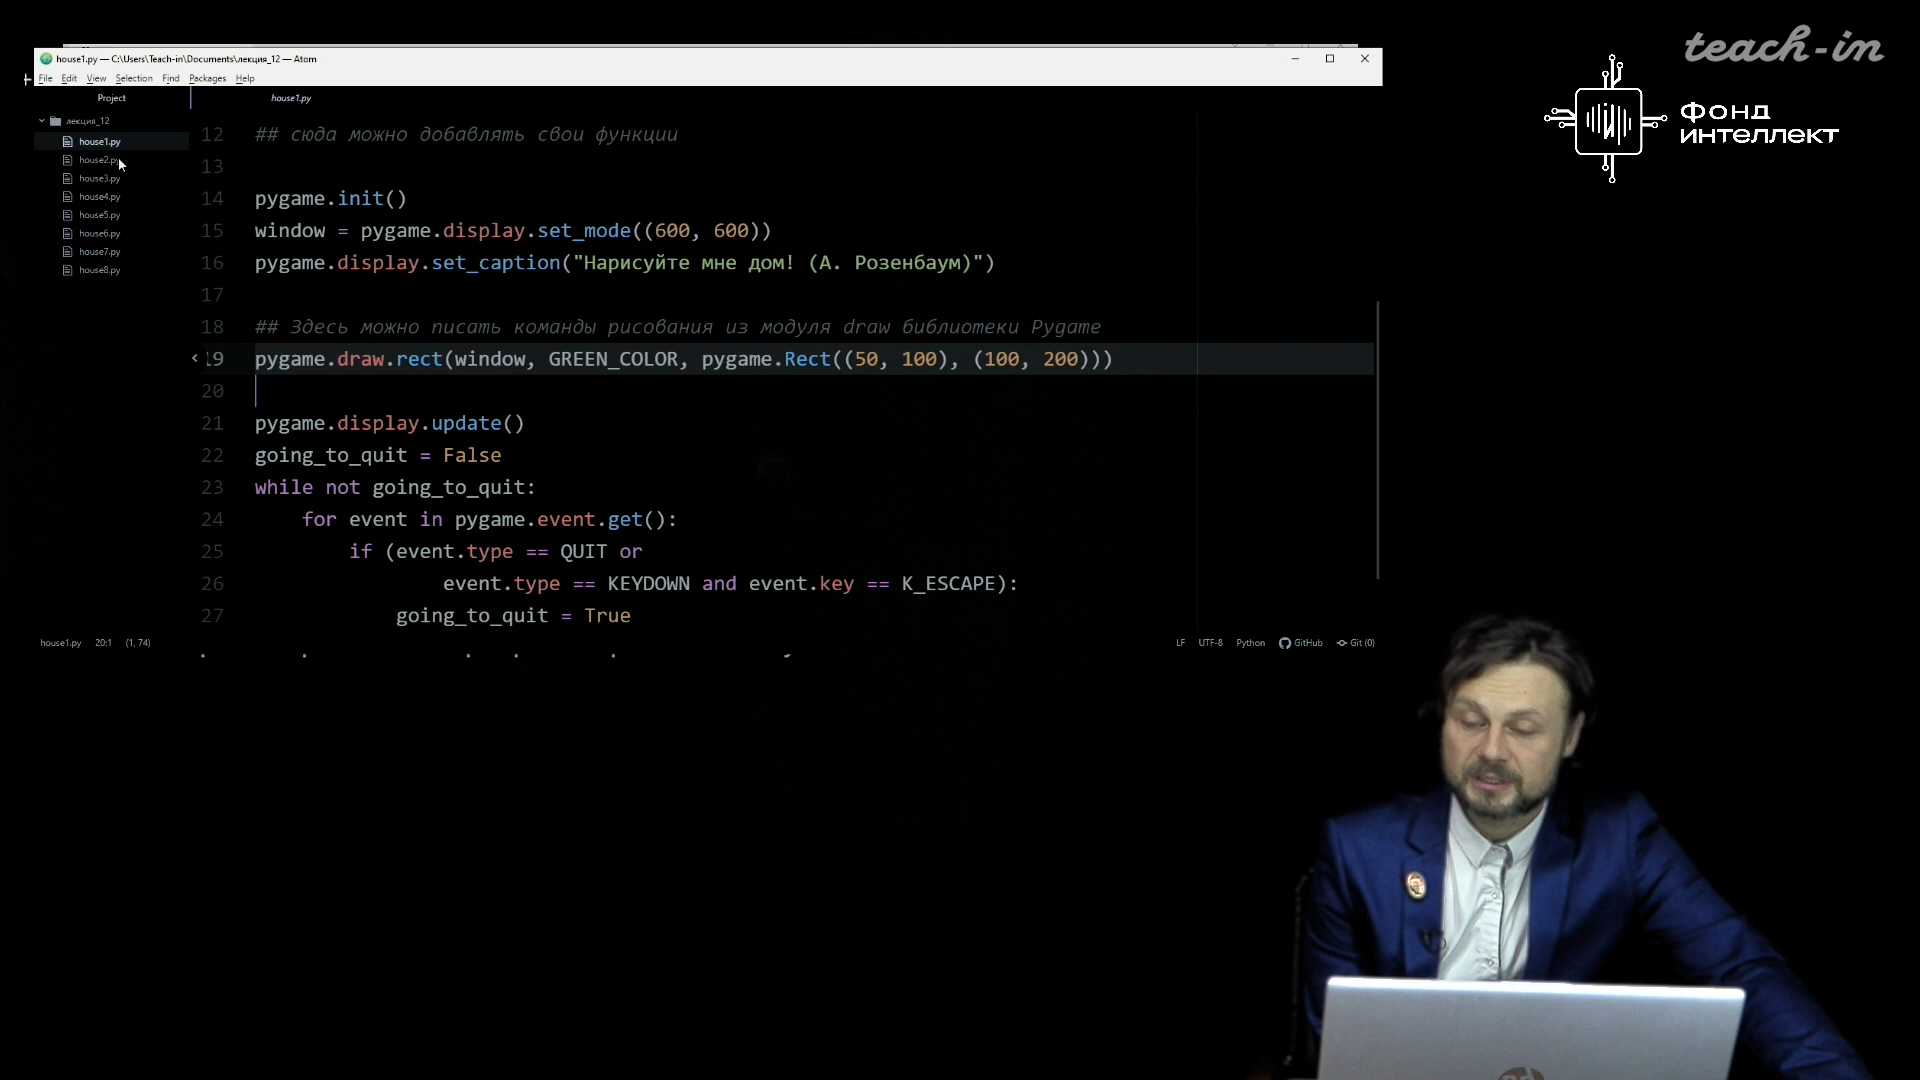 teach-in
ФОНД
ИНТЕЛЛЕКТ
house1.py — C:\Users\Teach-in\Documents\лекция_12 — Atom
File Edit View Selection Find Packages Help
Project
house1.py
лекция_12
house1.py
house2.py
house3.py
house4.py
house5.py
house6.py
house7.py
house8.py
12 ## сюда можно добавлять свои функции
13
14 pygame.init()
15 window = pygame.display.set_mode((600, 600))
16 pygame.display.set_caption("Нарисуйте мне дом! (А. Розенбаум)")
17
18 ## Здесь можно писать команды рисования из модуля draw библиотеки Pygame
19 pygame.draw.rect(window, GREEN_COLOR, pygame.Rect((50, 100), (100, 200)))
20
21 pygame.display.update()
22 going_to_quit = False
23 while not going_to_quit:
24 for event in pygame.event.get():
25 if (event.type == QUIT or
26 event.type == KEYDOWN and event.key == K_ESCAPE):
27 going_to_quit = True
house1.py 20:1 (1, 74) LF UTF-8 Python GitHub Git (0)